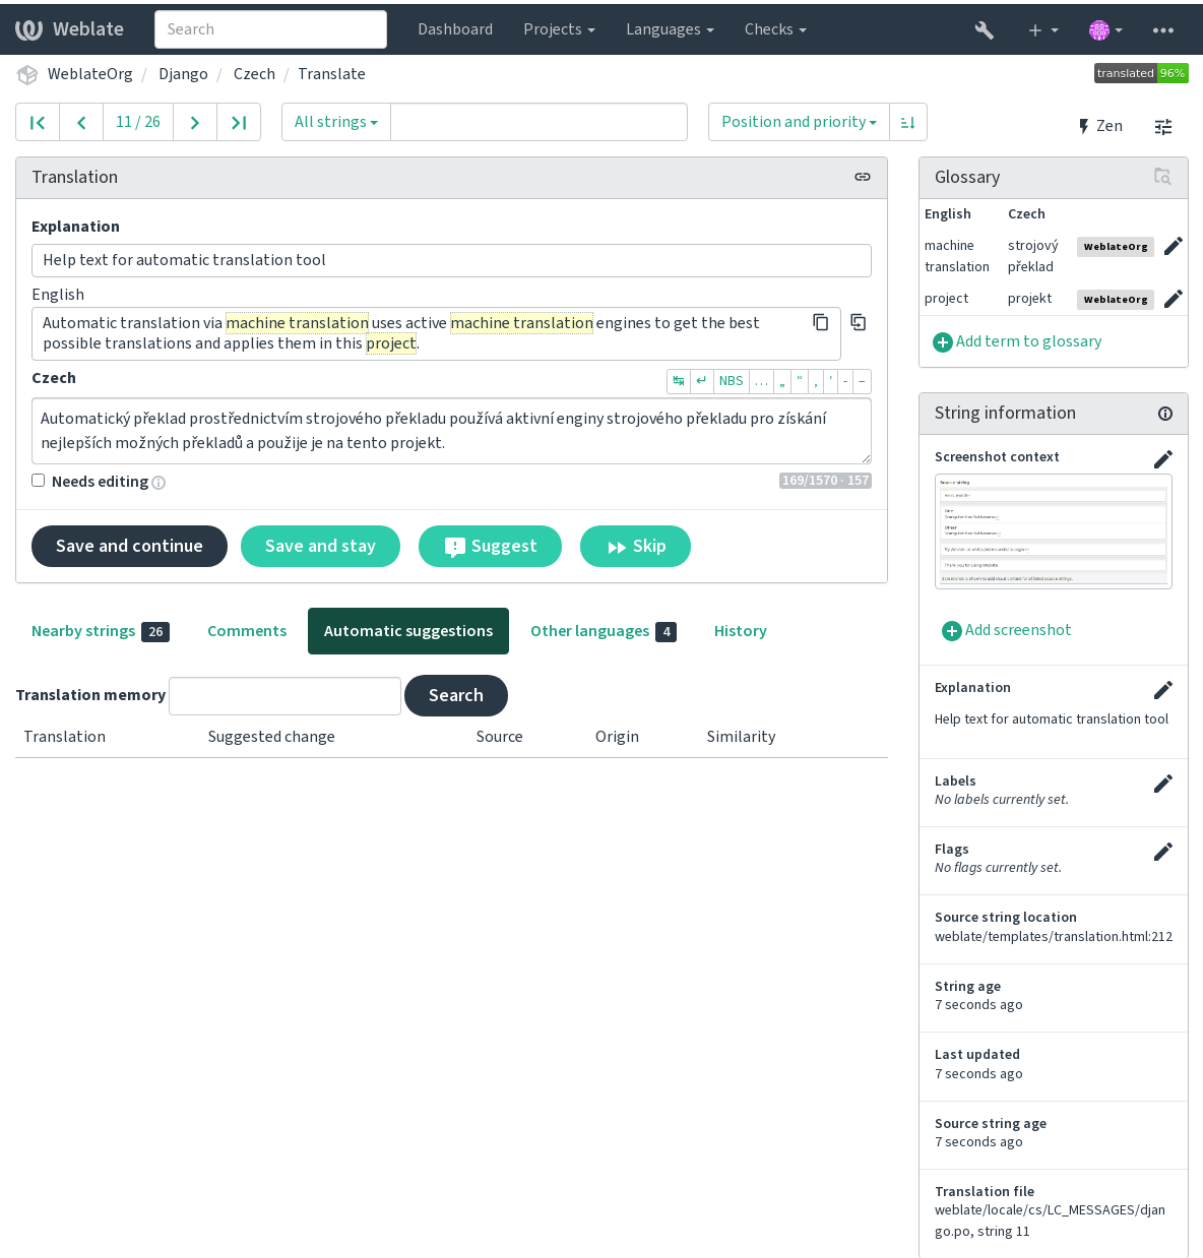 Weblate
Search
Dashboard
Projects
Languages
Checks
WeblateOrg / Django / Czech / Translate
translated 96%
11 / 26
All strings
Position and priority
Zen
Translation
Explanation
Help text for automatic translation tool
English
Automatic translation via machine translation uses active machine translation engines to get the best
possible translations and applies them in this project.
Czech
↹ ↵ NBS … „ “ ‚ ‘ - –
Automatický překlad prostřednictvím strojového překladu používá aktivní enginy strojového překladu pro získání
nejlepších možných překladů a použije je na tento projekt.
Needs editing
169/1570 · 157
Save and continue
Save and stay
Suggest
Skip
Nearby strings 26
Comments
Automatic suggestions
Other languages 4
History
Translation memory
Search
Translation
Suggested change
Source
Origin
Similarity
Glossary
English Czech
machine translation
strojový překlad
WeblateOrg
project
projekt
WeblateOrg
Add term to glossary
String information
Screenshot context
Add screenshot
Explanation
Help text for automatic translation tool
Labels
No labels currently set.
Flags
No flags currently set.
Source string location
weblate/templates/translation.html:212
String age
7 seconds ago
Last updated
7 seconds ago
Source string age
7 seconds ago
Translation file
weblate/locale/cs/LC_MESSAGES/djan
go.po, string 11